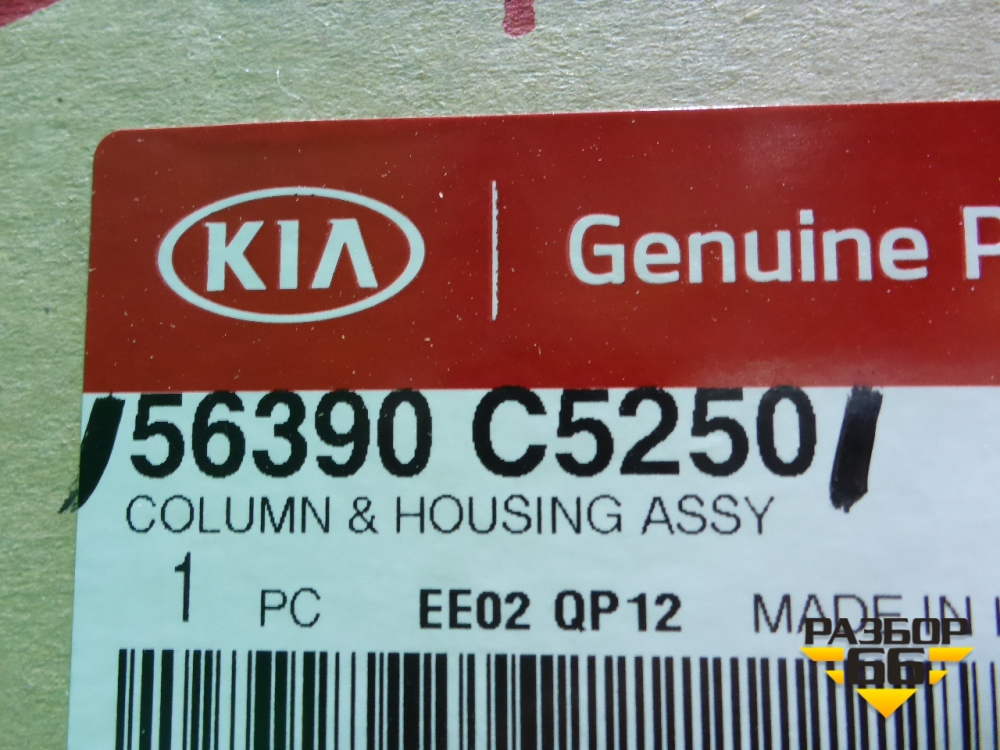 KIA Genuine P
56390 C5250
COLUMN & HOUSING ASSY
1 PC EE02 QP12 MADE IN
РАЗБОР
66